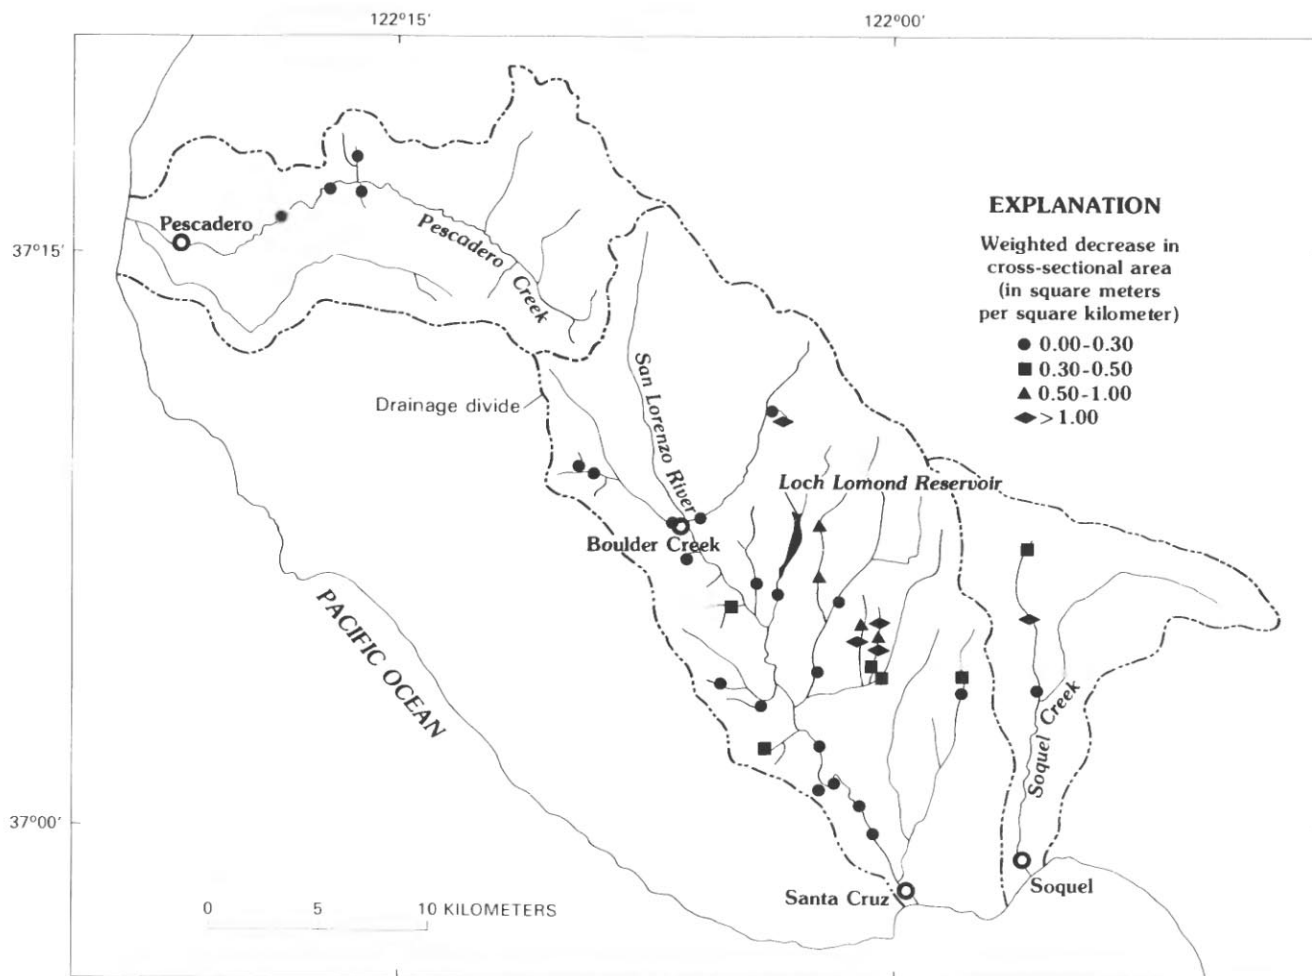 122°15'
122°00'
37°15'
37°00'
Pescadero
Pescadero Creek
EXPLANATION
Weighted decrease in
cross-sectional area
(in square meters
per square kilometer)
0.00-0.30
0.30-0.50
0.50-1.00
>1.00
Drainage divide
San Lorenzo River
Loch Lomond Reservoir
Boulder Creek
PACIFIC OCEAN
Soquel Creek
Santa Cruz
Soquel
0 5 10 KILOMETERS